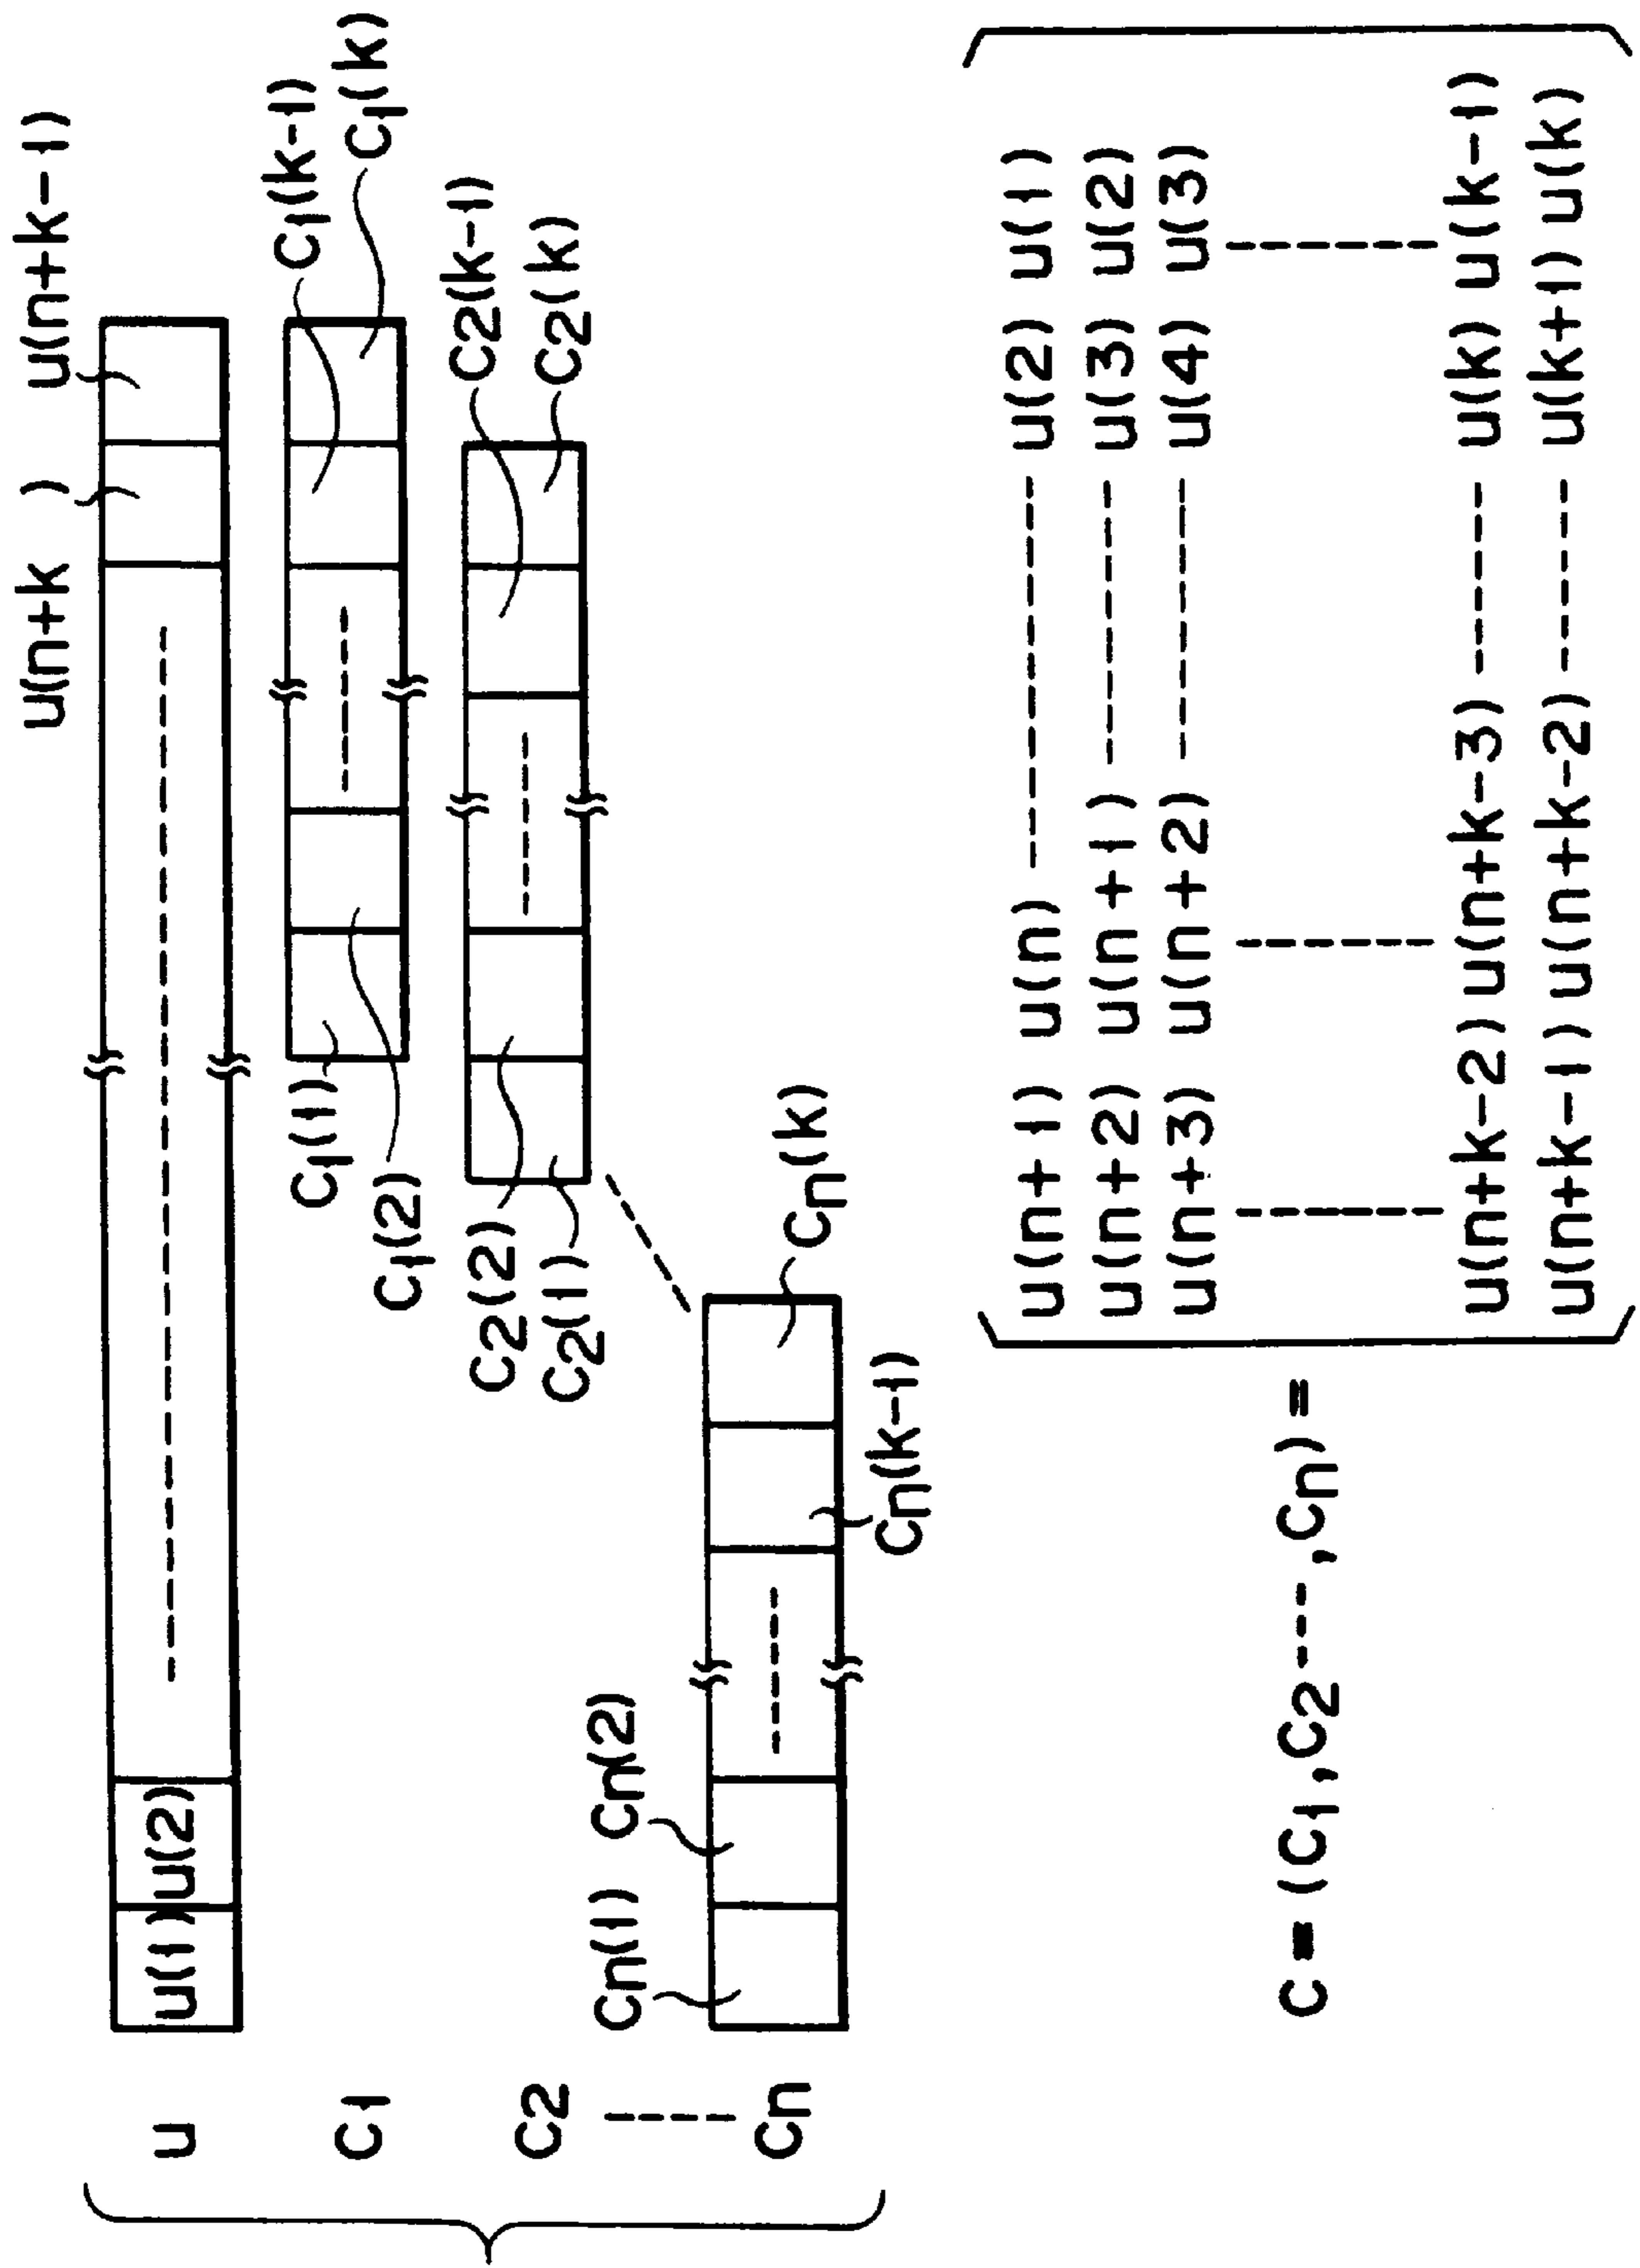 u(n+k ) u(n+k-1)
u u(1) u(2)
C1(k-1)
C1 C1(1) C1(k)
C1(2)
C2(k-1)
C2 C2(2) C2(k)
C2(1)
Cn(1) Cn(2)
Cn Cn(k)
Cn(k-1)
u(n+1) u(n) ------ u(2) u(1)
u(n+2) u(n+1) ------ u(3) u(2)
u(n+3) u(n+2) ------ u(4) u(3)
C = (C1, C2 ---, Cn) =
u(n+k-2) u(n+k-3) ------ u(k) u(k-1)
u(n+k-1) u(n+k-2) ------ u(k+1) u(k)